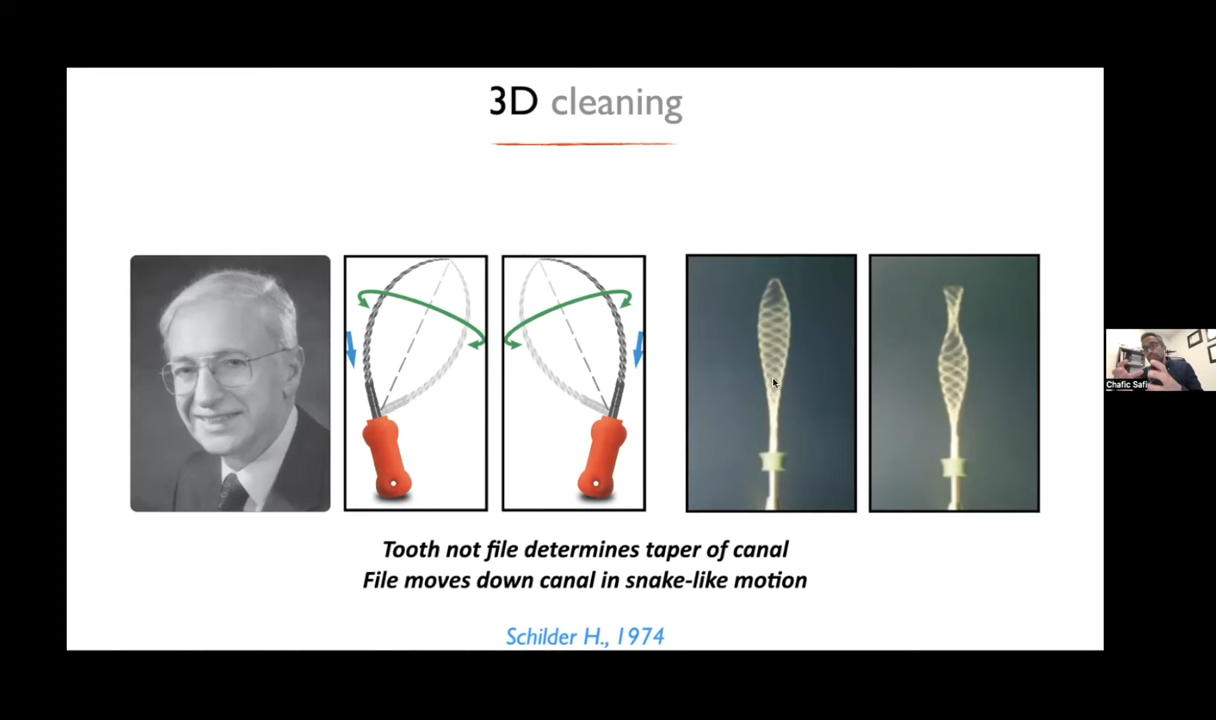 3D cleaning
Chafic Safi
Tooth not file determines taper of canal
File moves down canal in snake-like motion
Schilder H., 1974